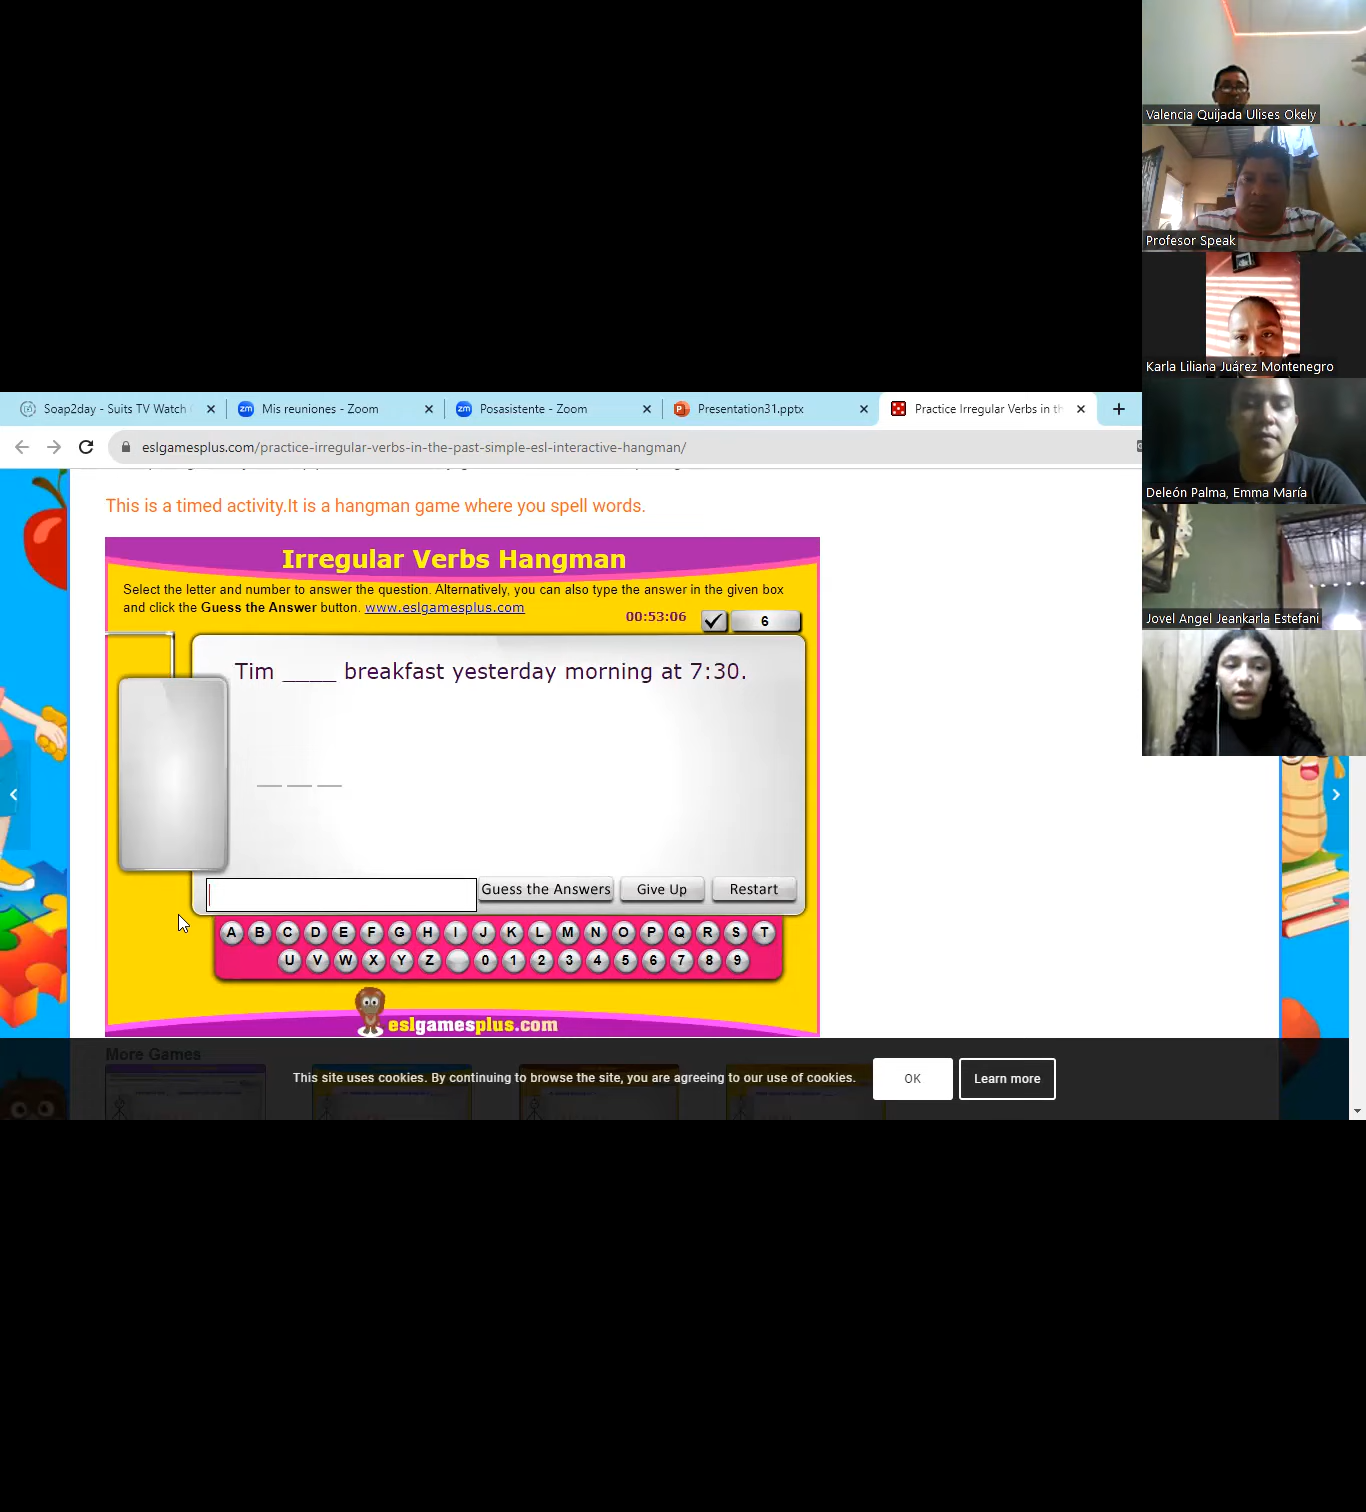 Valencia Quijada Ulises Okely
Profesor Speak
Karla Liliana Juárez Montenegro
Deleón Palma, Emma María
Jovel Angel Jeankarla Estefani
Soap2day - Suits TV Watch
Mis reuniones - Zoom
Posasistente - Zoom
Presentation31.pptx
Practice Irregular Verbs in th
eslgamesplus.com/practice-irregular-verbs-in-the-past-simple-esl-interactive-hangman/
This is a timed activity.It is a hangman game where you spell words.
Irregular Verbs Hangman
Select the letter and number to answer the question. Alternatively, you can also type the answer in the given box
and click the Guess the Answer button. www.eslgamesplus.com
00:53:06
6
Tim ____ breakfast yesterday morning at 7:30.
__ __ __
Guess the Answers
Give Up
Restart
A B C D E F G H I J K L M N O P Q R S T
U V W X Y Z 0 1 2 3 4 5 6 7 8 9
eslgamesplus.com
More Games
This site uses cookies. By continuing to browse the site, you are agreeing to our use of cookies.
OK
Learn more